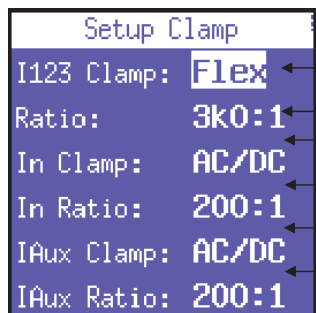 Setup Clamp
I123 Clamp: Flex
Ratio: 3k0:1
In Clamp: AC/DC
In Ratio: 200:1
IAux Clamp: AC/DC
IAux Ratio: 200:1